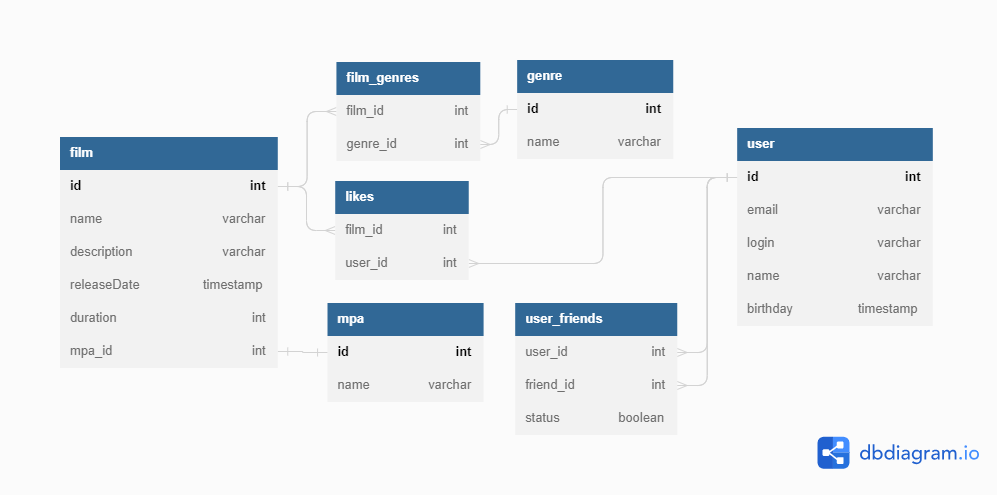 film
id int
name varchar
description varchar
releaseDate timestamp
duration int
mpa_id int
film_genres
film_id int
genre_id int
genre
id int
name varchar
likes
film_id int
user_id int
mpa
id int
name varchar
user_friends
user_id int
friend_id int
status boolean
user
id int
email varchar
login varchar
name varchar
birthday timestamp
dbdiagram.io